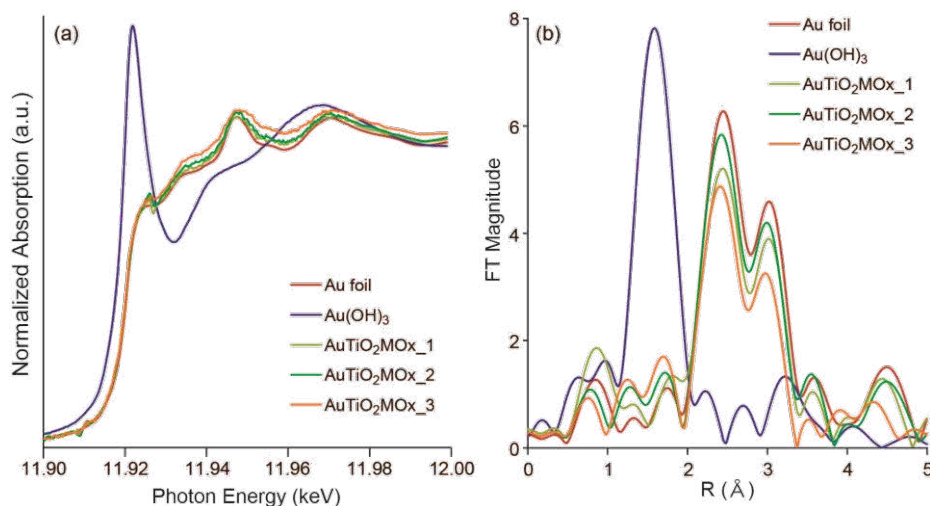 (a)
Normalized Absorption (a.u.)
Au foil
Au(OH)3
AuTiO2MOx_1
AuTiO2MOx_2
AuTiO2MOx_3
11.90 11.92 11.94 11.96 11.98 12.00
Photon Energy (keV)
(b)
FT Magnitude
8
6
4
2
0
Au foil
Au(OH)3
AuTiO2MOx_1
AuTiO2MOx_2
AuTiO2MOx_3
0 1 2 3 4 5
R (Å)